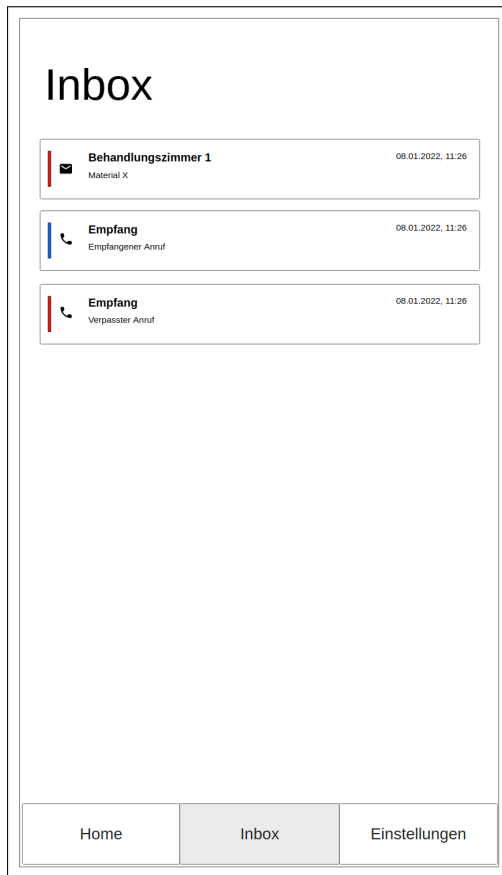 Inbox
Behandlungszimmer 1
08.01.2022, 11:26
Material X
Empfang
08.01.2022, 11:26
Empfangener Anruf
Empfang
08.01.2022, 11:26
Verpasster Anruf
Home
Inbox
Einstellungen